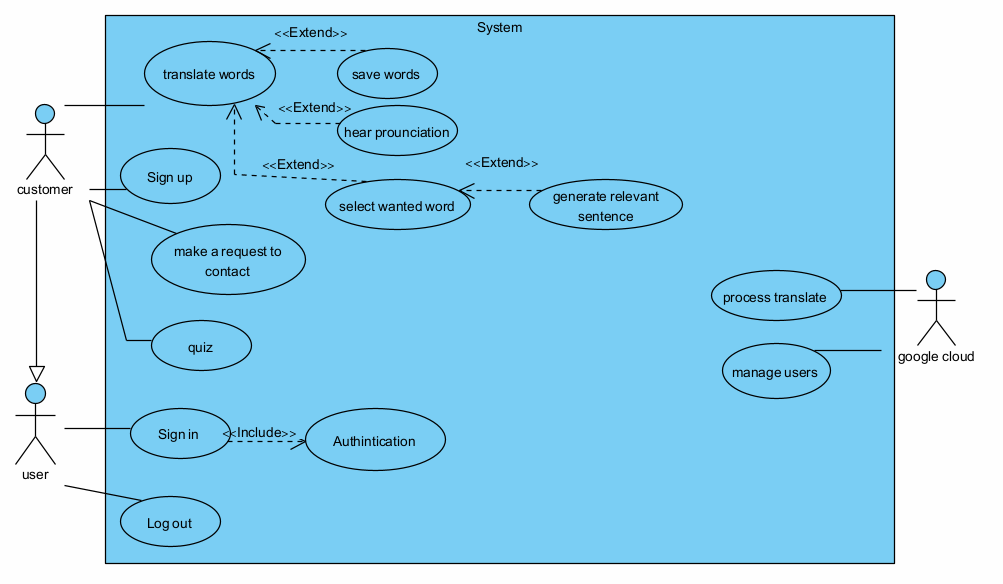 System
<<Extend>>
translate words
save words
<<Extend>>
hear prounciation
customer
<<Extend>>
<<Extend>>
Sign up
select wanted word
generate relevant
sentence
make a request to
contact
process translate
google cloud
quiz
manage users
user
Sign in
<<Include>>
Authintication
Log out